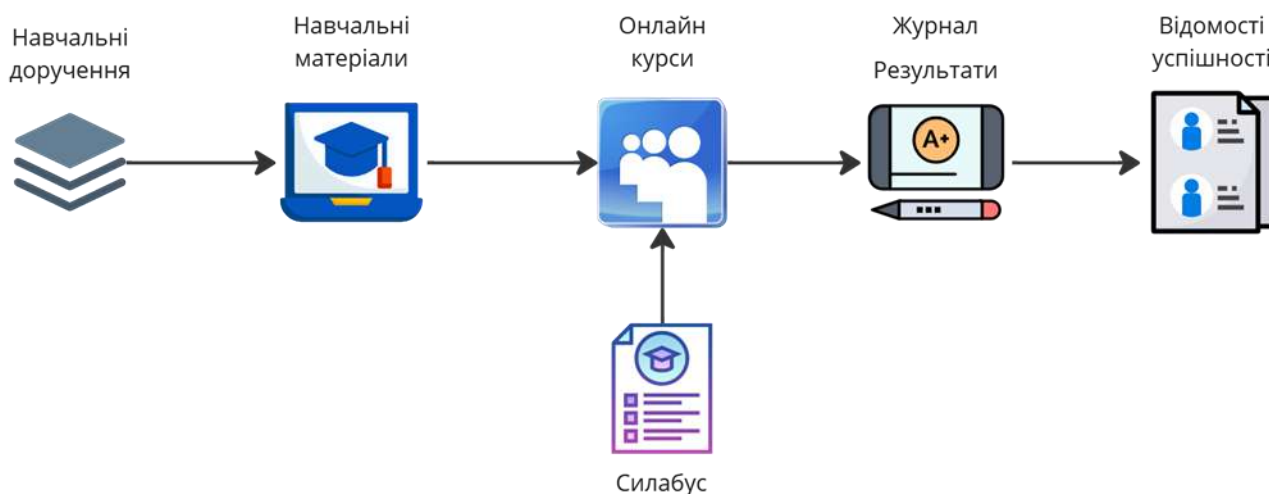 Навчальні
доручення
Навчальні
матеріали
Онлайн
курси
Журнал
Результати
Відомості
успішності
A+
Силабус